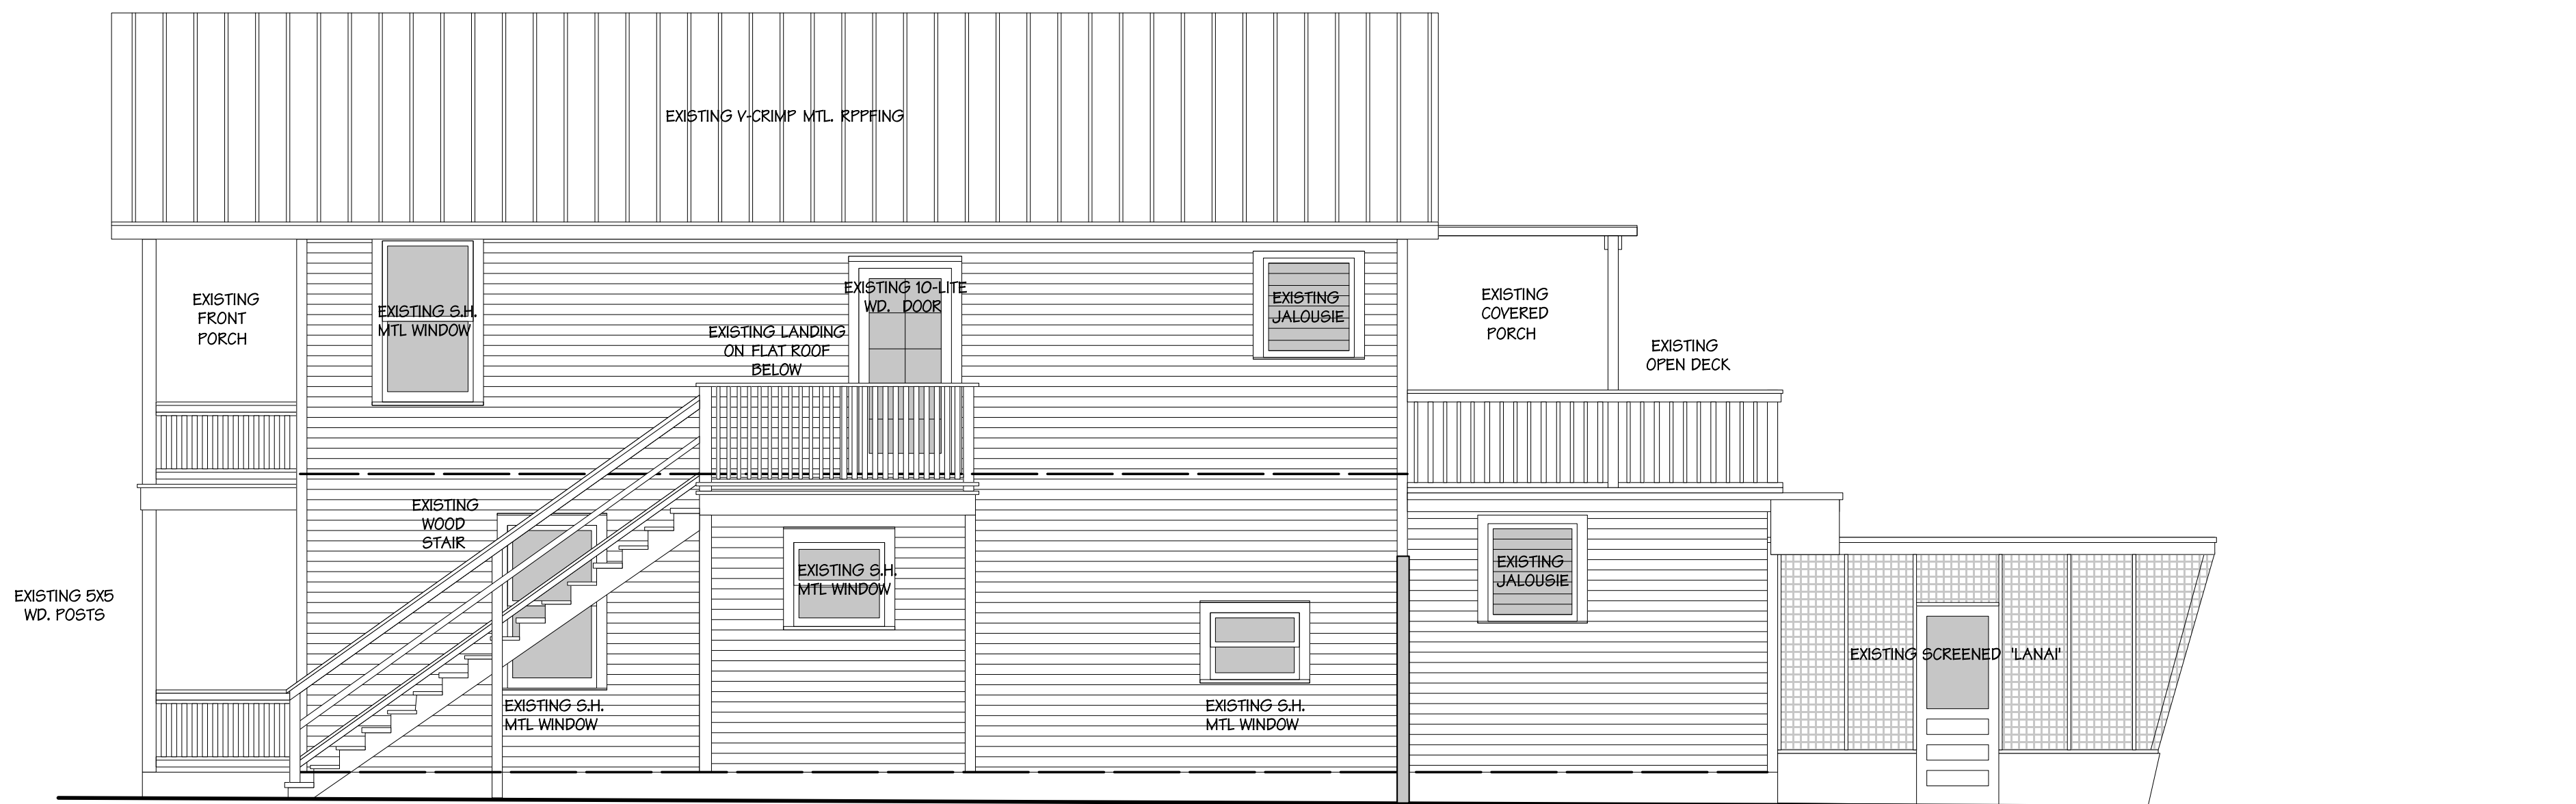 EXISTING V-CRIMP MTL. RPPFING
EXISTING
FRONT
PORCH
EXISTING S.H.
MTL WINDOW
EXISTING LANDING
ON FLAT ROOF
BELOW
EXISTING 10-LITE
WD. DOOR
EXISTING
JALOUSIE
EXISTING
COVERED
PORCH
EXISTING
OPEN DECK
EXISTING
WOOD
STAIR
EXISTING 5X5
WD. POSTS
EXISTING S.H.
MTL WINDOW
EXISTING S.H.
MTL WINDOW
EXISTING S.H.
MTL WINDOW
EXISTING
JALOUSIE
EXISTING SCREENED 'LANAI'